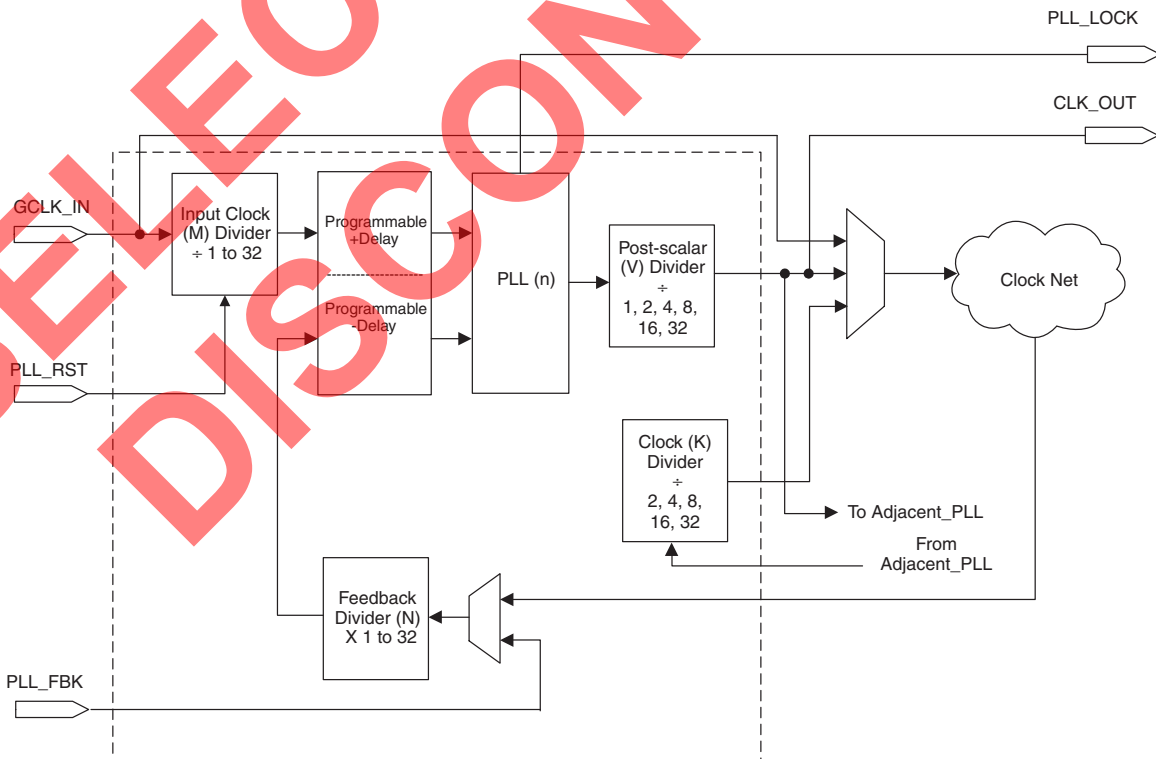 PLL_LOCK
CLK_OUT
GCLK_IN
Input Clock
(M) Divider
÷ 1 to 32
Programmable
+Delay
Programmable
-Delay
PLL (n)
Post-scalar
(V) Divider
÷
1, 2, 4, 8,
16, 32
Clock Net
PLL_RST
Clock (K)
Divider
÷
2, 4, 8,
16, 32
To Adjacent_PLL
From
Adjacent_PLL
Feedback
Divider (N)
X 1 to 32
PLL_FBK
DISCON